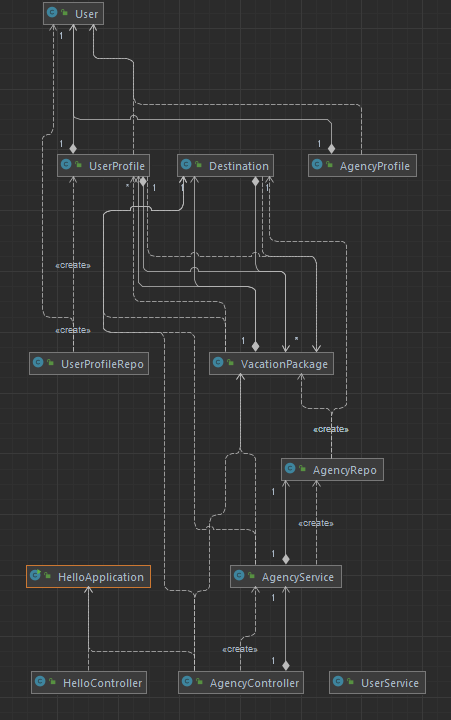 User
1
1
1
UserProfile
Destination
AgencyProfile
*
1
1
«create»
«create»
1
*
UserProfileRepo
VacationPackage
«create»
AgencyRepo
1
«create»
1
HelloApplication
AgencyService
1
«create»
1
HelloController
AgencyController
UserService